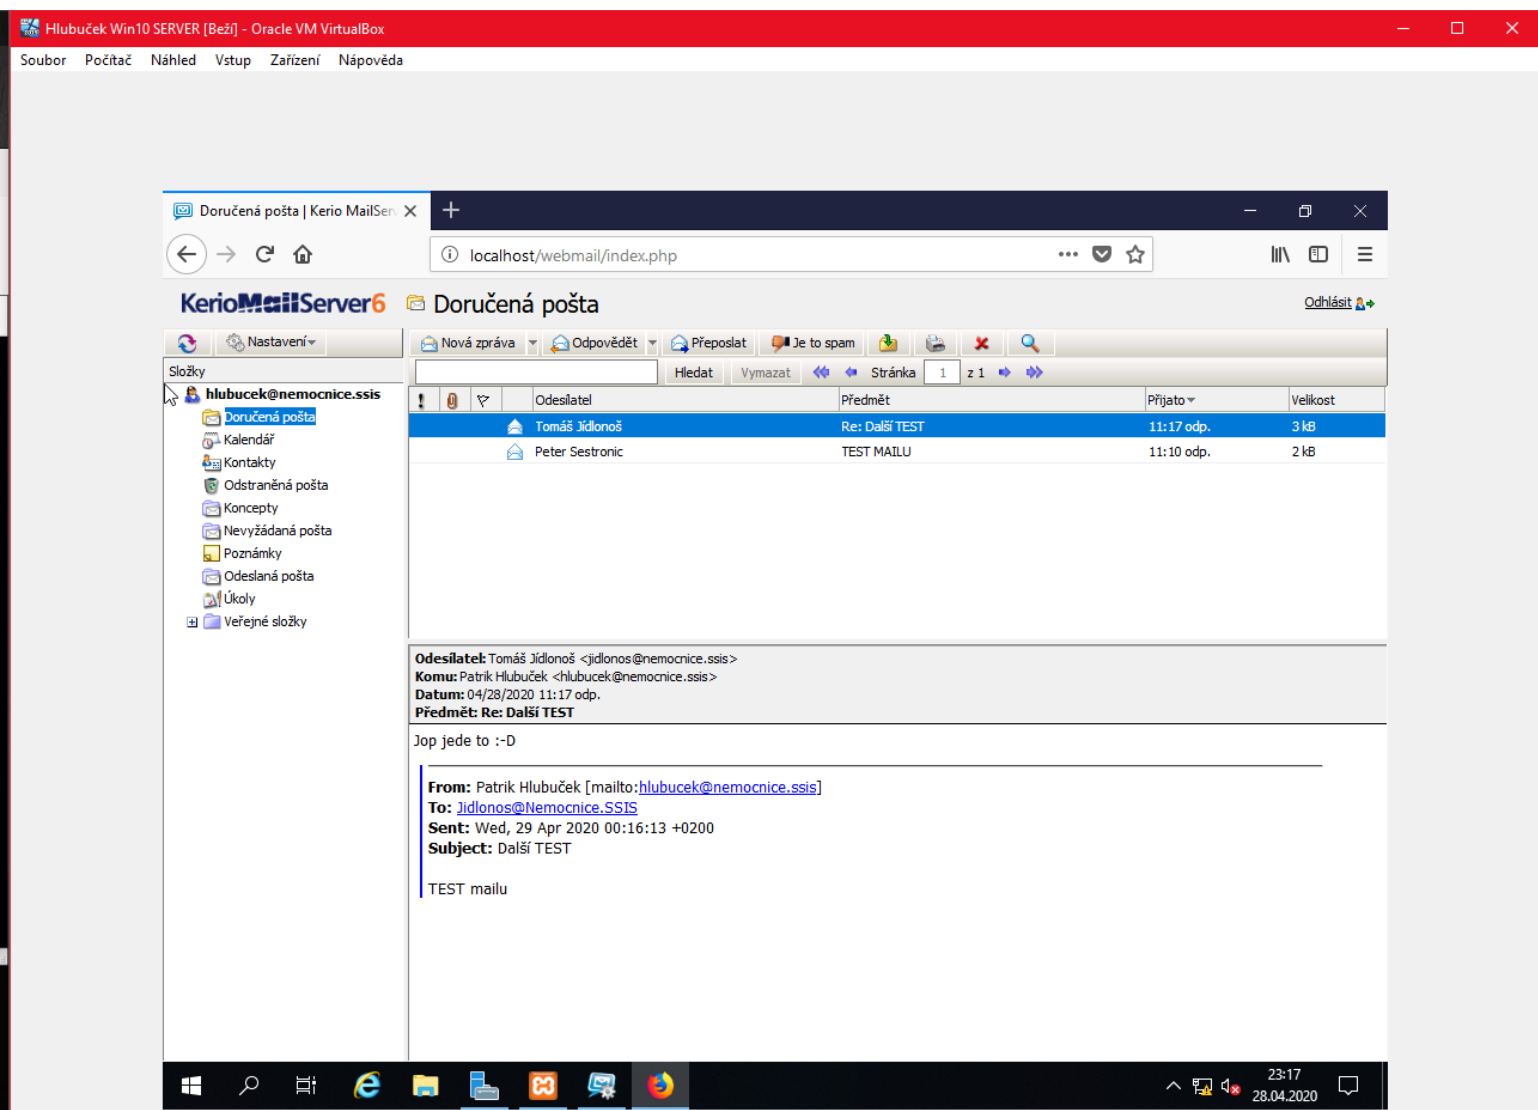 Hlubuček Win10 SERVER [Beží] - Oracle VM VirtualBox
Soubor Počítač Náhled Vstup Zařízení Nápověda
Doručená pošta | Kerio MailServ
localhost/webmail/index.php
KerioMailServer6 Doručená pošta Odhlásit
Nastavení Nová zpráva Odpovědět Přeposlat Je to spam
Složky Hledat Vymazat Stránka 1 z 1
hlubucek@nemocnice.ssis
! Odesílatel Předmět Přijato Velikost
Doručená pošta
Tomáš Jídlonoš Re: Další TEST 11:17 odp. 3 kB
Kalendář
Peter Sestronic TEST MAILU 11:10 odp. 2 kB
Kontakty
Odstraněná pošta
Koncepty
Nevyžádaná pošta
Poznámky
Odeslaná pošta
Úkoly
Veřejné složky
Odesílatel: Tomáš Jídlonoš <jidlonos@nemocnice.ssis>
Komu: Patrik Hlubuček <hlubucek@nemocnice.ssis>
Datum: 04/28/2020 11:17 odp.
Předmět: Re: Další TEST
Jop jede to :-D
From: Patrik Hlubuček [mailto:hlubucek@nemocnice.ssis]
To: Jidlonos@Nemocnice.SSIS
Sent: Wed, 29 Apr 2020 00:16:13 +0200
Subject: Další TEST
TEST mailu
23:17
28.04.2020